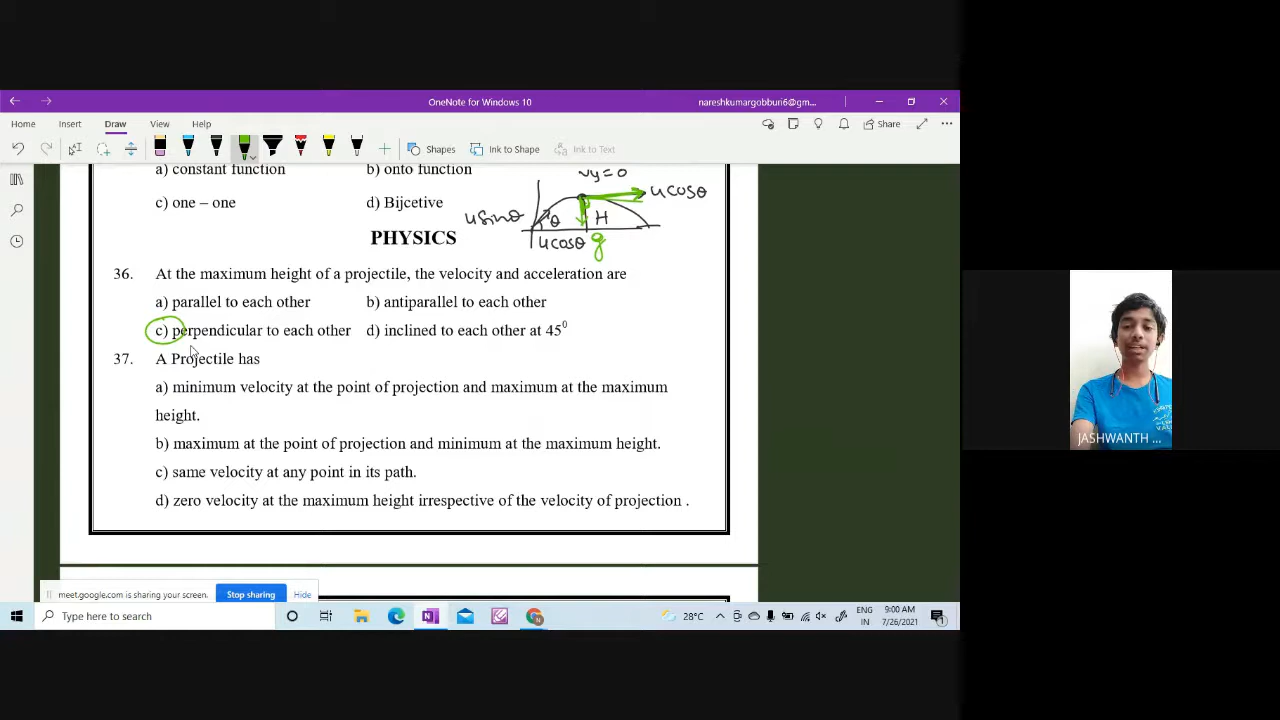 OneNote for Windows 10
nareshkumargobburi6@gm...
Home Insert Draw View Help
Share
Shapes Ink to Shape Ink to Text
a) constant function b) onto function
c) one – one d) Bijcetive
vy=0
ucosθ
usinθ
θ H
ucosθ g
PHYSICS
36. At the maximum height of a projectile, the velocity and acceleration are
a) parallel to each other b) antiparallel to each other
c) perpendicular to each other d) inclined to each other at 45⁰
37. A Projectile has
a) minimum velocity at the point of projection and maximum at the maximum
height.
b) maximum at the point of projection and minimum at the maximum height.
c) same velocity at any point in its path.
d) zero velocity at the maximum height irrespective of the velocity of projection .
JASHWANTH ...
meet.google.com is sharing your screen. Stop sharing Hide
Type here to search
28°C
ENG
IN
9:00 AM
7/26/2021